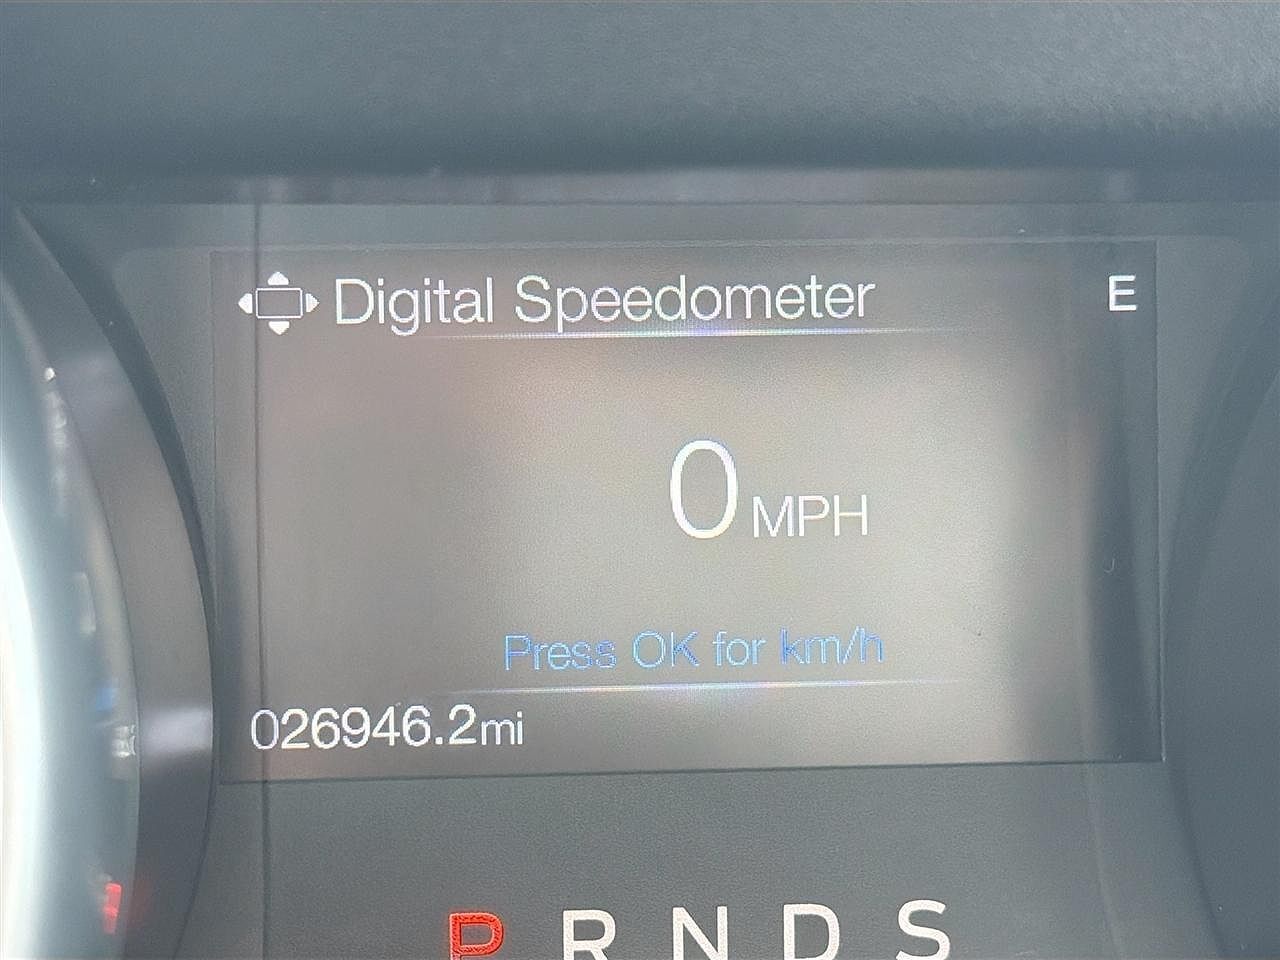 Digital Speedometer
E
0 MPH
Press OK for km/h
026946.2mi
P R N D S